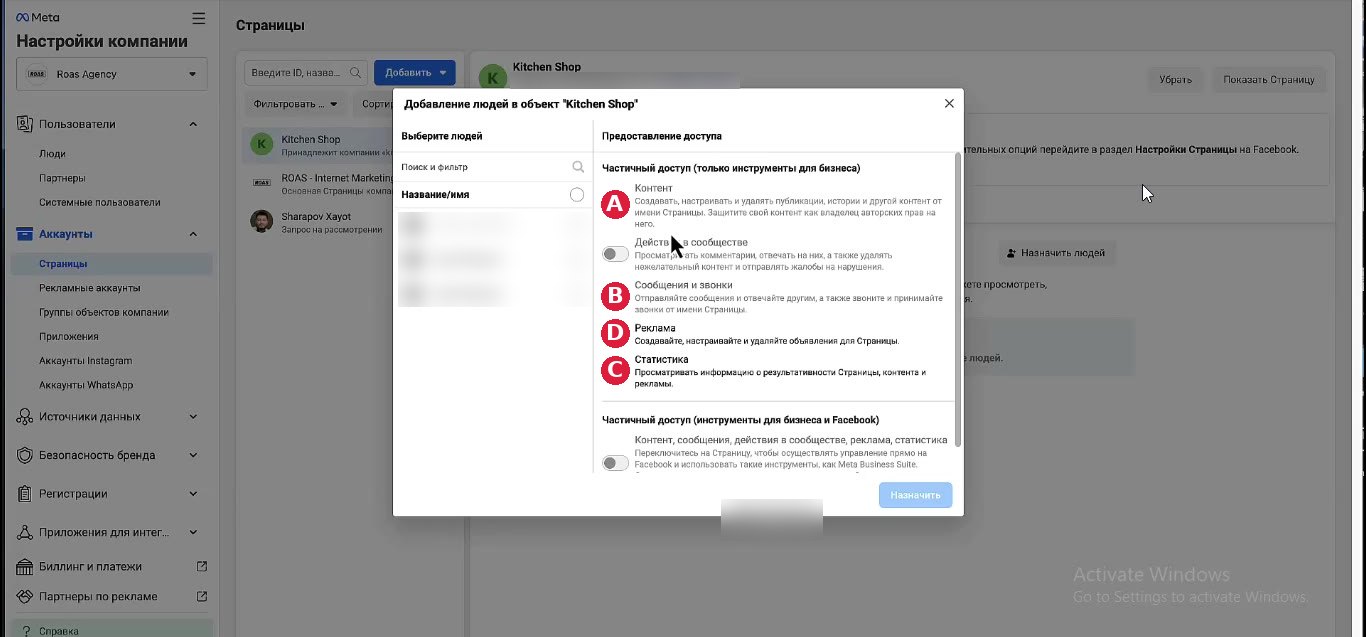 Meta
Настройки компании
ROAS
Roas Agency
Пользователи
Люди
Партнеры
Системные пользователи
Аккаунты
Страницы
Рекламные аккаунты
Группы объектов компании
Приложения
Аккаунты Instagram
Аккаунты WhatsApp
Источники данных
Безопасность бренда
Регистрации
Приложения для интег...
Биллинг и платежи
Партнеры по рекламе
? Справка
Страницы
Введите ID, назва...
Добавить
Фильтровать ...
Сортир
K
Kitchen Shop
Принадлежит компании «k
ROAS
ROAS - Internet Marketing
Основная Страницы компа
Sharapov Xayot
Запрос на рассмотрении
K
Kitchen Shop
Убрать
Показать Страницу
тельных опций перейдите в раздел Настройки Страницы на Facebook.
Назначить людей
жете просмотреть,
я.
е людей.
Добавление людей в объект "Kitchen Shop"
Выберите людей
Поиск и фильтр
Название/имя
Предоставление доступа
Частичный доступ (только инструменты для бизнеса)
A
Контент
Создавать, настраивать и удалять публикации, истории и другой контент от
имени Страницы. Защитите свой контент как владелец авторских прав на
него.
Действ в сообществе
Просмат вать комментарии, отвечать на них, а также удалять
нежелательный контент и отправлять жалобы на нарушения.
B
Сообщения и звонки
Отправляйте сообщения и отвечайте другим, а также звоните и принимайте
звонки от имени Страницы.
D
Реклама
Создавайте, настраивайте и удаляйте объявления для Страницы.
C
Статистика
Просматривать информацию о результативности Страницы, контента и
рекламы.
Частичный доступ (инструменты для бизнеса и Facebook)
Контент, сообщения, действия в сообществе, реклама, статистика
Переключитесь на Страницу, чтобы осуществлять управление прямо на
Facebook и использовать такие инструменты, как Meta Business Suite.
Назначить
Activate Windows
Go to Settings to activate Windows.